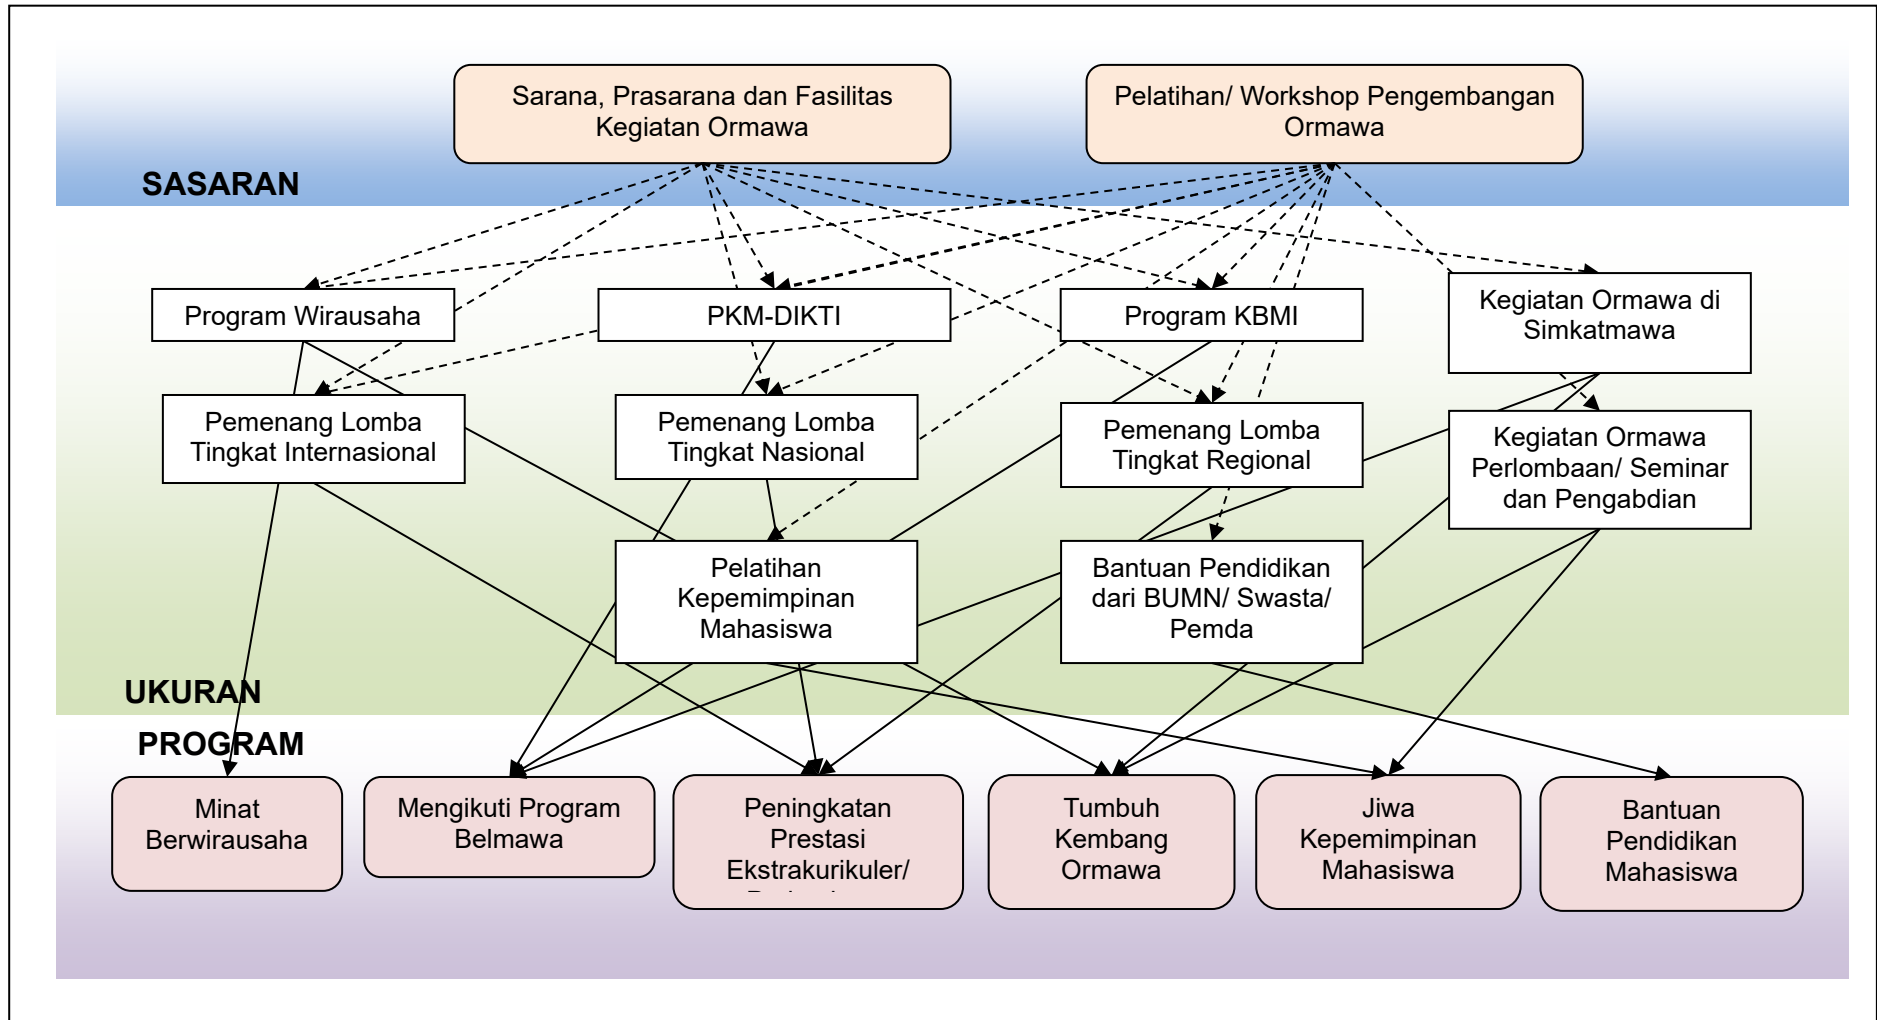 Sarana, Prasarana dan Fasilitas
Kegiatan Ormawa
Pelatihan/ Workshop Pengembangan
Ormawa
SASARAN
Program Wirausaha
PKM-DIKTI
Program KBMI
Kegiatan Ormawa di
Simkatmawa
Pemenang Lomba
Tingkat Internasional
Pemenang Lomba
Tingkat Nasional
Pemenang Lomba
Tingkat Regional
Kegiatan Ormawa
Perlombaan/ Seminar
dan Pengabdian
Pelatihan
Kepemimpinan
Mahasiswa
Bantuan Pendidikan
dari BUMN/ Swasta/
Pemda
UKURAN
PROGRAM
Minat
Berwirausaha
Mengikuti Program
Belmawa
Peningkatan
Prestasi
Ekstrakurikuler/
Tumbuh
Kembang
Ormawa
Jiwa
Kepemimpinan
Mahasiswa
Bantuan
Pendidikan
Mahasiswa